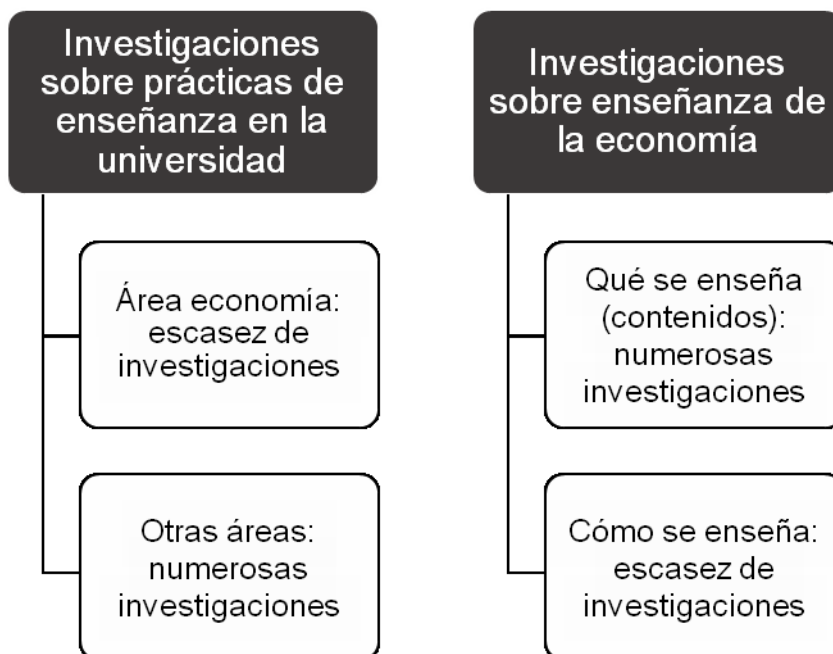 Investigaciones
sobre prácticas de
enseñanza en la
universidad
Área economía:
escasez de
investigaciones
Otras áreas:
numerosas
investigaciones
Investigaciones
sobre enseñanza de
la economía
Qué se enseña
(contenidos):
numerosas
investigaciones
Cómo se enseña:
escasez de
investigaciones